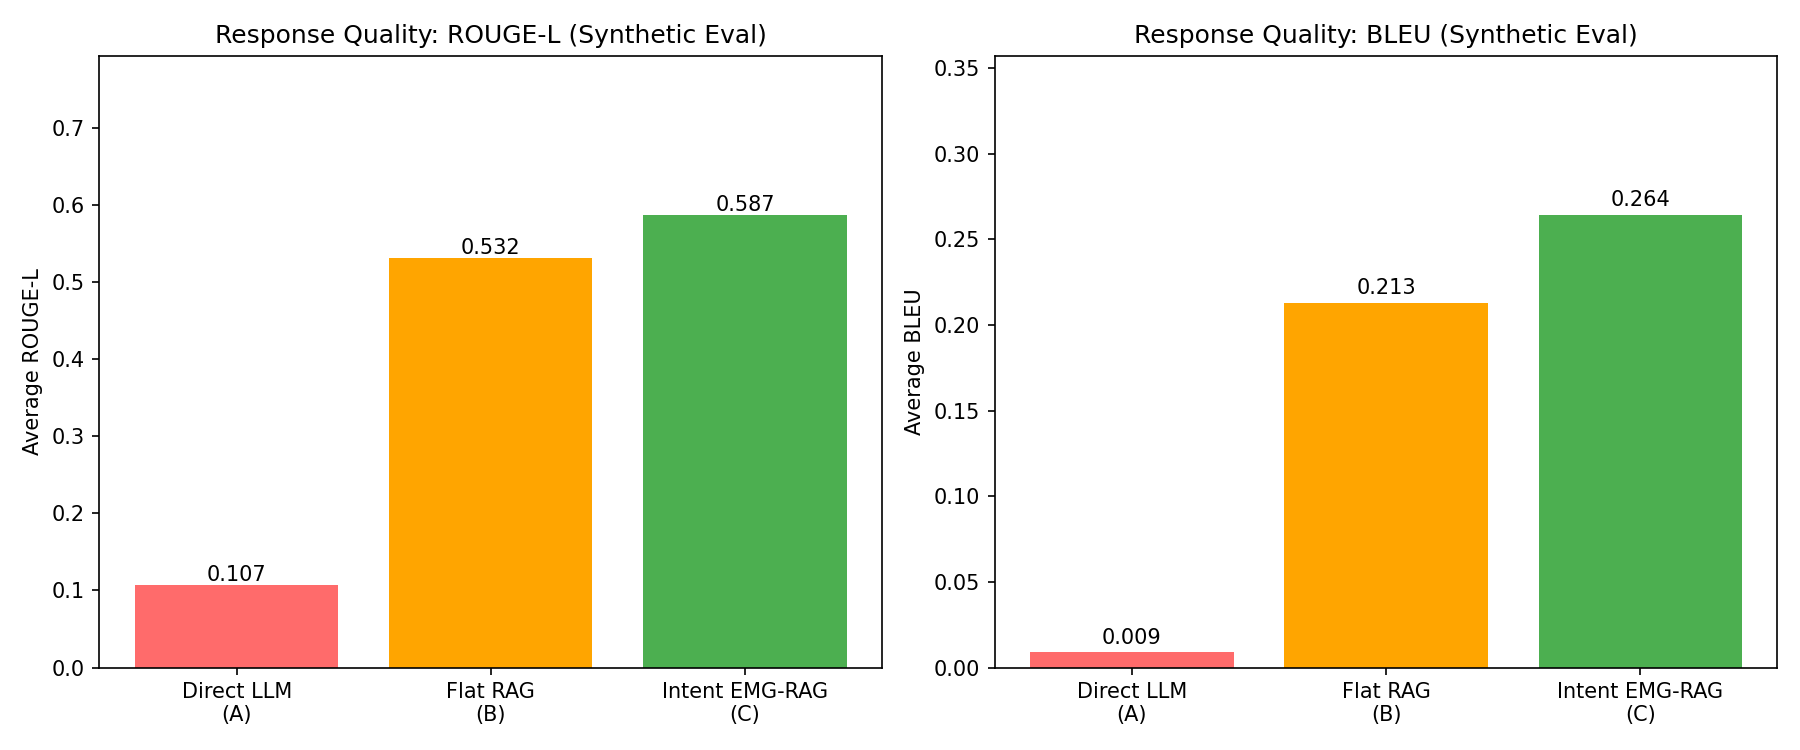 Response Quality: ROUGE-L (Synthetic Eval)
Average ROUGE-L
0.7
0.6
0.5
0.4
0.3
0.2
0.1
0.0
0.107
0.532
0.587
Direct LLM
(A)
Flat RAG
(B)
Intent EMG-RAG
(C)
Response Quality: BLEU (Synthetic Eval)
Average BLEU
0.35
0.30
0.25
0.20
0.15
0.10
0.05
0.00
0.009
0.213
0.264
Direct LLM
(A)
Flat RAG
(B)
Intent EMG-RAG
(C)